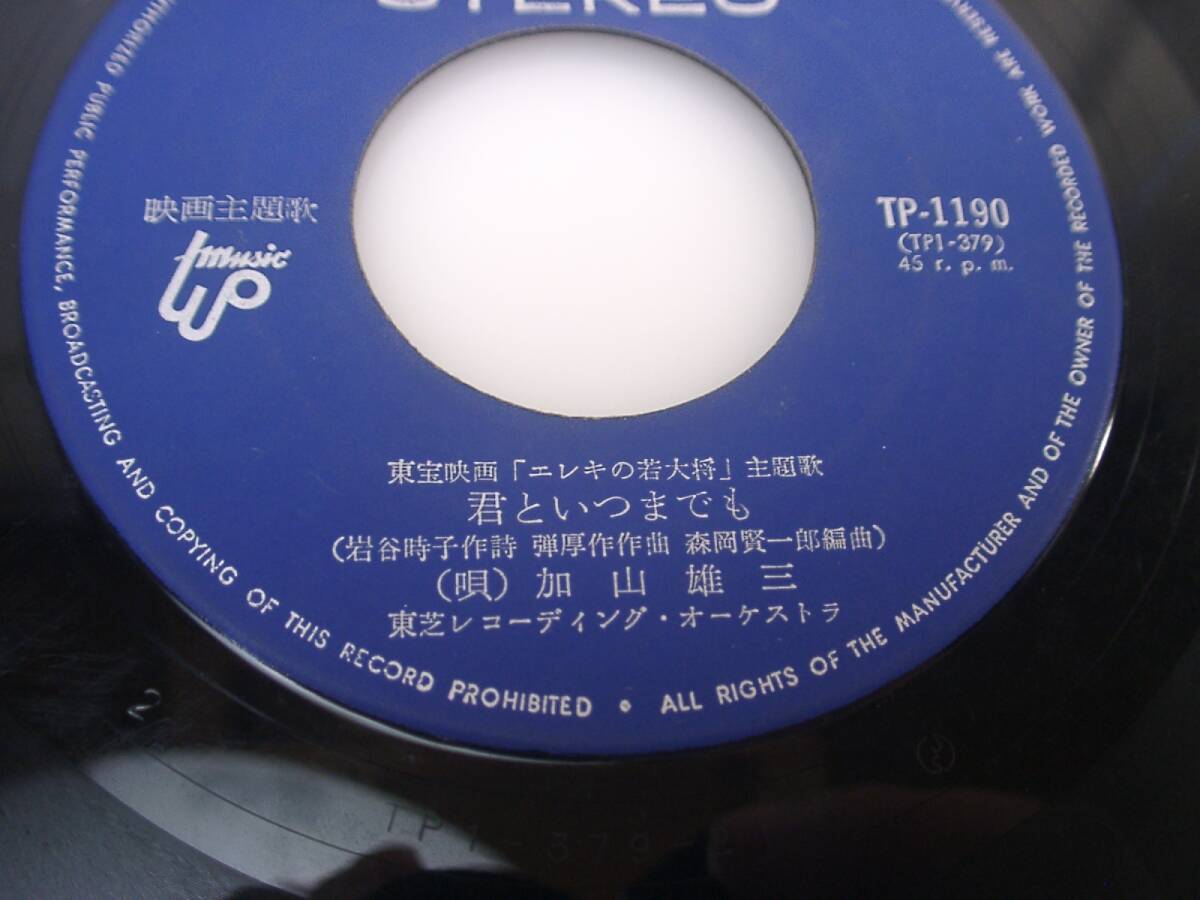 STEREO
映画主題歌
music
TP-1190
(TP1-379)
45 r. p. m.
東宝映画「エレキの若大将」主題歌
君といつまでも
(岩谷時子作詩 弾厚作作曲 森岡賢一郎編曲)
(唄) 加山雄三
東芝レコーディング・オーケストラ
PUBLIC PERFORMANCE, BROADCASTING AND COPYING OF THIS RECORD PROHIBITED • ALL RIGHTS OF THE MANUFACTURER AND OF THE OWNER OF THE RECORDED WORK ARE
2
TP1-379